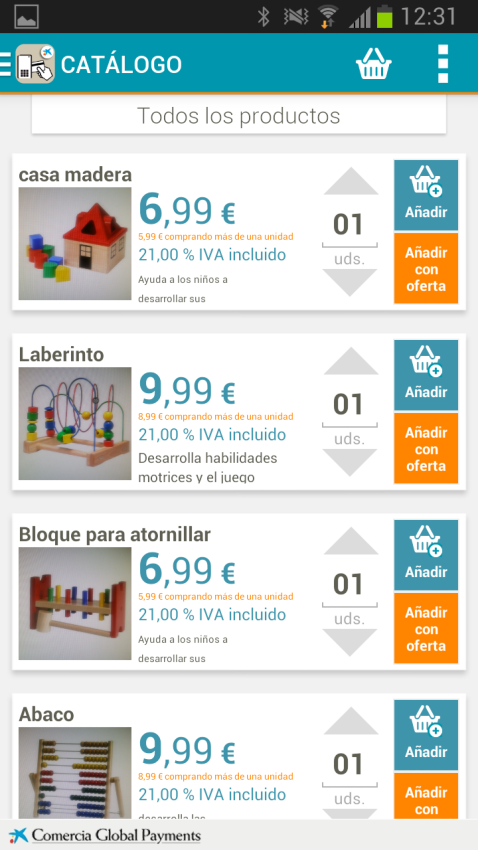 12:31
CATÁLOGO
Todos los productos
casa madera
6,99 €
5,99 € comprando más de una unidad
21,00 % IVA incluido
Ayuda a los niños a
desarrollar sus
01
uds.
Añadir
Añadir
con
oferta
Laberinto
9,99 €
8,99 € comprando más de una unidad
21,00 % IVA incluido
Desarrolla habilidades
motrices y el juego
01
uds.
Añadir
Añadir
con
oferta
Bloque para atornillar
6,99 €
5,99 € comprando más de una unidad
21,00 % IVA incluido
Ayuda a los niños a
desarrollar sus
01
uds.
Añadir
Añadir
con
oferta
Abaco
9,99 €
8,99 € comprando más de una unidad
21,00 % IVA incluido
desarrolla las
01
uds.
Añadir
Añadir
con
Comercia Global Payments